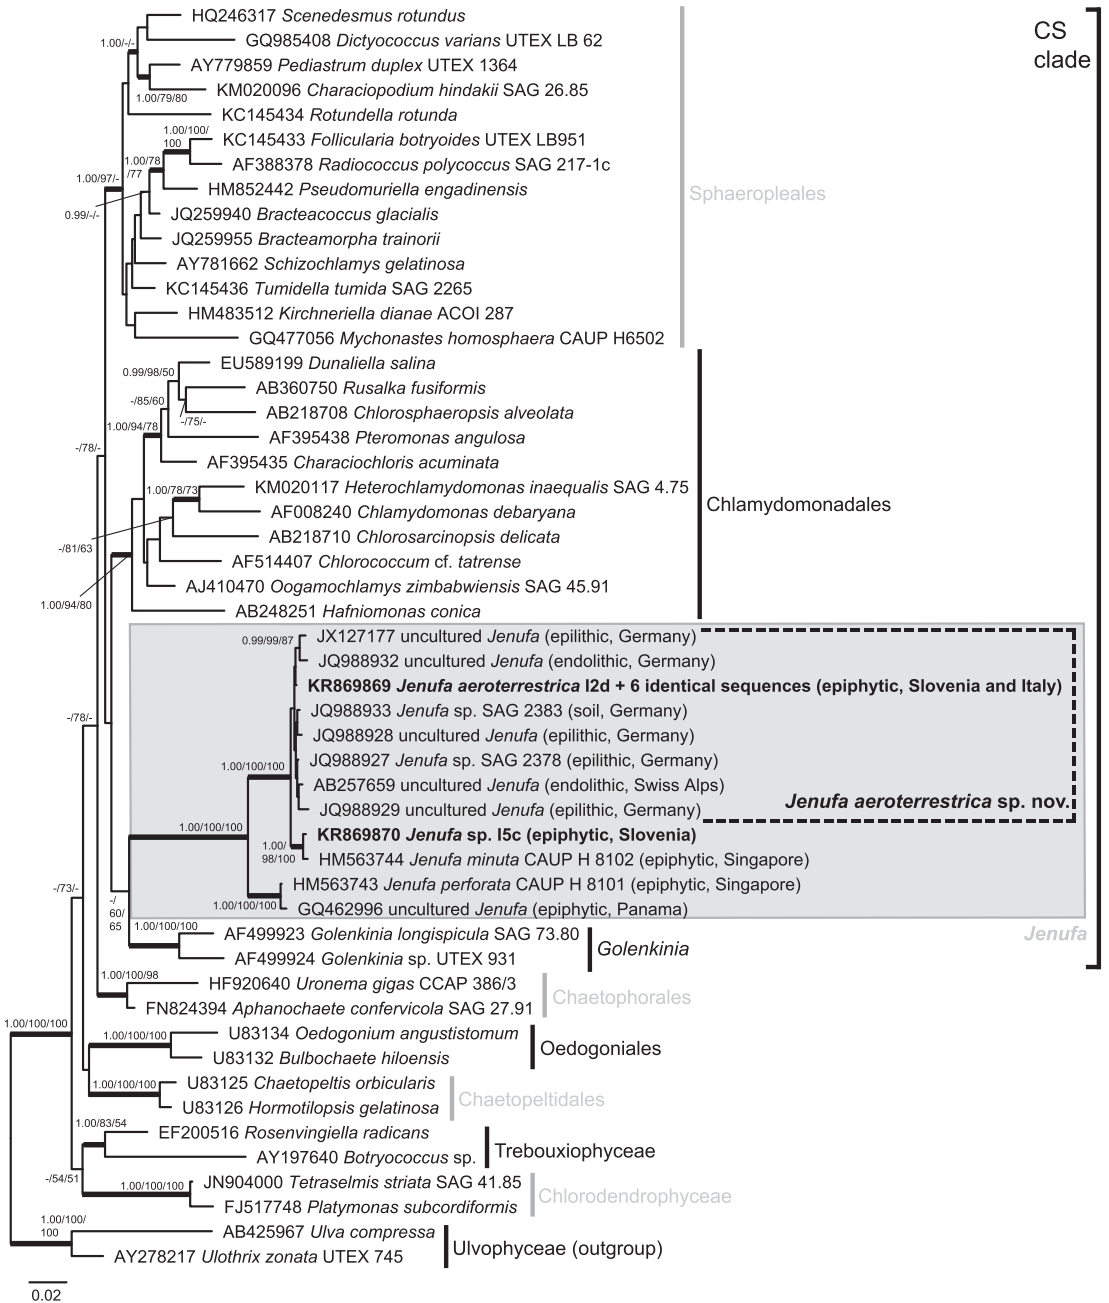 HQ246317 Scenedesmus rotundus
CS
clade
GQ985408 Dictyococcus varians UTEX LB 62
1.00/-/-
AY779859 Pediastrum duplex UTEX 1364
KM020096 Characiopodium hindakii SAG 26.85
1.00/79/80
KC145434 Rotundella rotunda
1.00/100/
100
KC145433 Follicularia botryoides UTEX LB951
1.00/78
/77
AF388378 Radiococcus polycoccus SAG 217-1c
1.00/97/-
HM852442 Pseudomuriella engadinensis
Sphaeropleales
0.99/-/-
JQ259940 Bracteacoccus glacialis
JQ259955 Bracteamorpha trainorii
AY781662 Schizochlamys gelatinosa
KC145436 Tumidella tumida SAG 2265
HM483512 Kirchneriella dianae ACOI 287
GQ477056 Mychonastes homosphaera CAUP H6502
EU589199 Dunaliella salina
0.99/98/50
AB360750 Rusalka fusiformis
-/85/60
AB218708 Chlorosphaeropsis alveolata
-/75/-
1.00/94/78
AF395438 Pteromonas angulosa
-/78/-
AF395435 Characiochloris acuminata
1.00/78/73
KM020117 Heterochlamydomonas inaequalis SAG 4.75
Chlamydomonadales
AF008240 Chlamydomonas debaryana
AB218710 Chlorosarcinopsis delicata
-/81/63
AF514407 Chlorococcum cf. tatrense
AJ410470 Oogamochlamys zimbabwiensis SAG 45.91
1.00/94/80
AB248251 Hafniomonas conica
0.99/99/87
JX127177 uncultured Jenufa (epilithic, Germany)
JQ988932 uncultured Jenufa (endolithic, Germany)
KR869869 Jenufa aeroterrestrica I2d + 6 identical sequences (epiphytic, Slovenia and Italy)
JQ988933 Jenufa sp. SAG 2383 (soil, Germany)
-/78/-
JQ988928 uncultured Jenufa (epilithic, Germany)
JQ988927 Jenufa sp. SAG 2378 (epilithic, Germany)
1.00/100/100
AB257659 uncultured Jenufa (endolithic, Swiss Alps)
JQ988929 uncultured Jenufa (epilithic, Germany)
Jenufa aeroterrestrica sp. nov.
1.00/100/100
KR869870 Jenufa sp. I5c (epiphytic, Slovenia)
1.00/
98/100
HM563744 Jenufa minuta CAUP H 8102 (epiphytic, Singapore)
HM563743 Jenufa perforata CAUP H 8101 (epiphytic, Singapore)
-/73/-
1.00/100/100
GQ462996 uncultured Jenufa (epiphytic, Panama)
-/
60/
65
1.00/100/100
AF499923 Golenkinia longispicula SAG 73.80
Jenufa
Golenkinia
AF499924 Golenkinia sp. UTEX 931
1.00/100/98
HF920640 Uronema gigas CCAP 386/3
Chaetophorales
FN824394 Aphanochaete confervicola SAG 27.91
1.00/100/100
1.00/100/100
U83134 Oedogonium angustistomum
Oedogoniales
U83132 Bulbochaete hiloensis
1.00/100/100
U83125 Chaetopeltis orbicularis
Chaetopeltidales
U83126 Hormotilopsis gelatinosa
1.00/83/54
EF200516 Rosenvingiella radicans
Trebouxiophyceae
AY197640 Botryococcus sp.
-/54/51
1.00/100/100
JN904000 Tetraselmis striata SAG 41.85
Chlorodendrophyceae
FJ517748 Platymonas subcordiformis
1.00/100/
100
AB425967 Ulva compressa
Ulvophyceae (outgroup)
AY278217 Ulothrix zonata UTEX 745
0.02